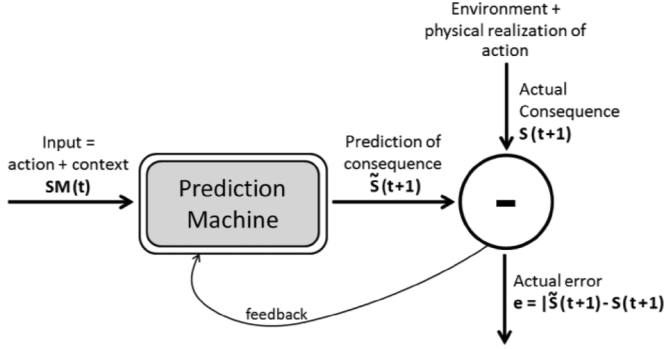 Environment +
physical realization of
action
Actual
Consequence
S(t+1)
Input =
action + context
SM(t)
Prediction
Machine
Prediction of
consequence
S̃(t+1)
-
feedback
Actual error
e = |S̃(t+1)-S(t+1)